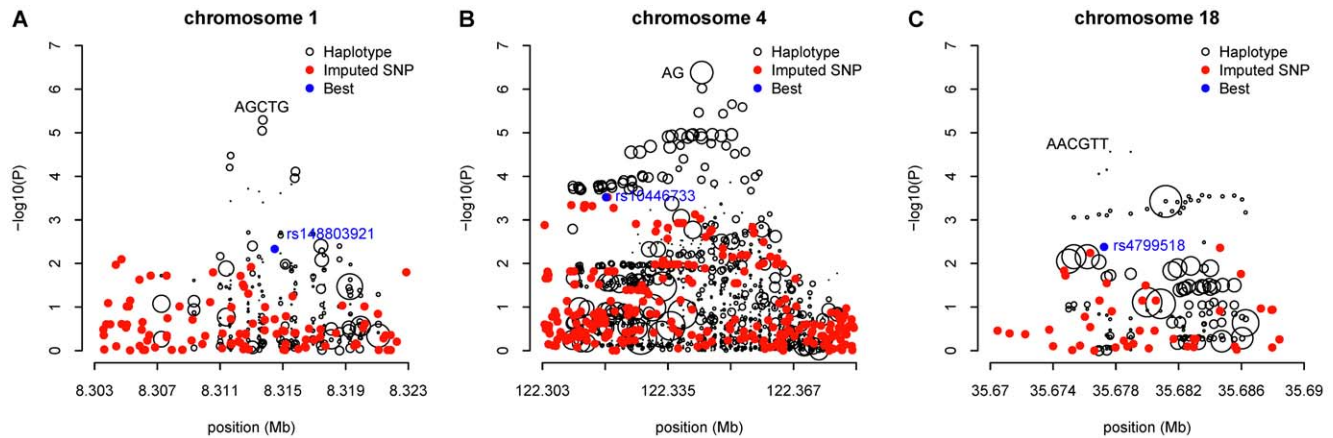 A
chromosome 1
7
6
5
4
3
2
1
0
−log10(P)
Haplotype
Imputed SNP
Best
AGCTG
rs148803921
8.303
8.307
8.311
8.315
8.319
8.323
position (Mb)
B
chromosome 4
7
6
5
4
3
2
1
0
−log10(P)
Haplotype
Imputed SNP
Best
AG
rs10446733
122.303
122.335
122.367
position (Mb)
C
chromosome 18
7
6
5
4
3
2
1
0
−log10(P)
Haplotype
Imputed SNP
Best
AACGTT
rs4799518
35.67
35.674
35.678
35.682
35.686
35.69
position (Mb)